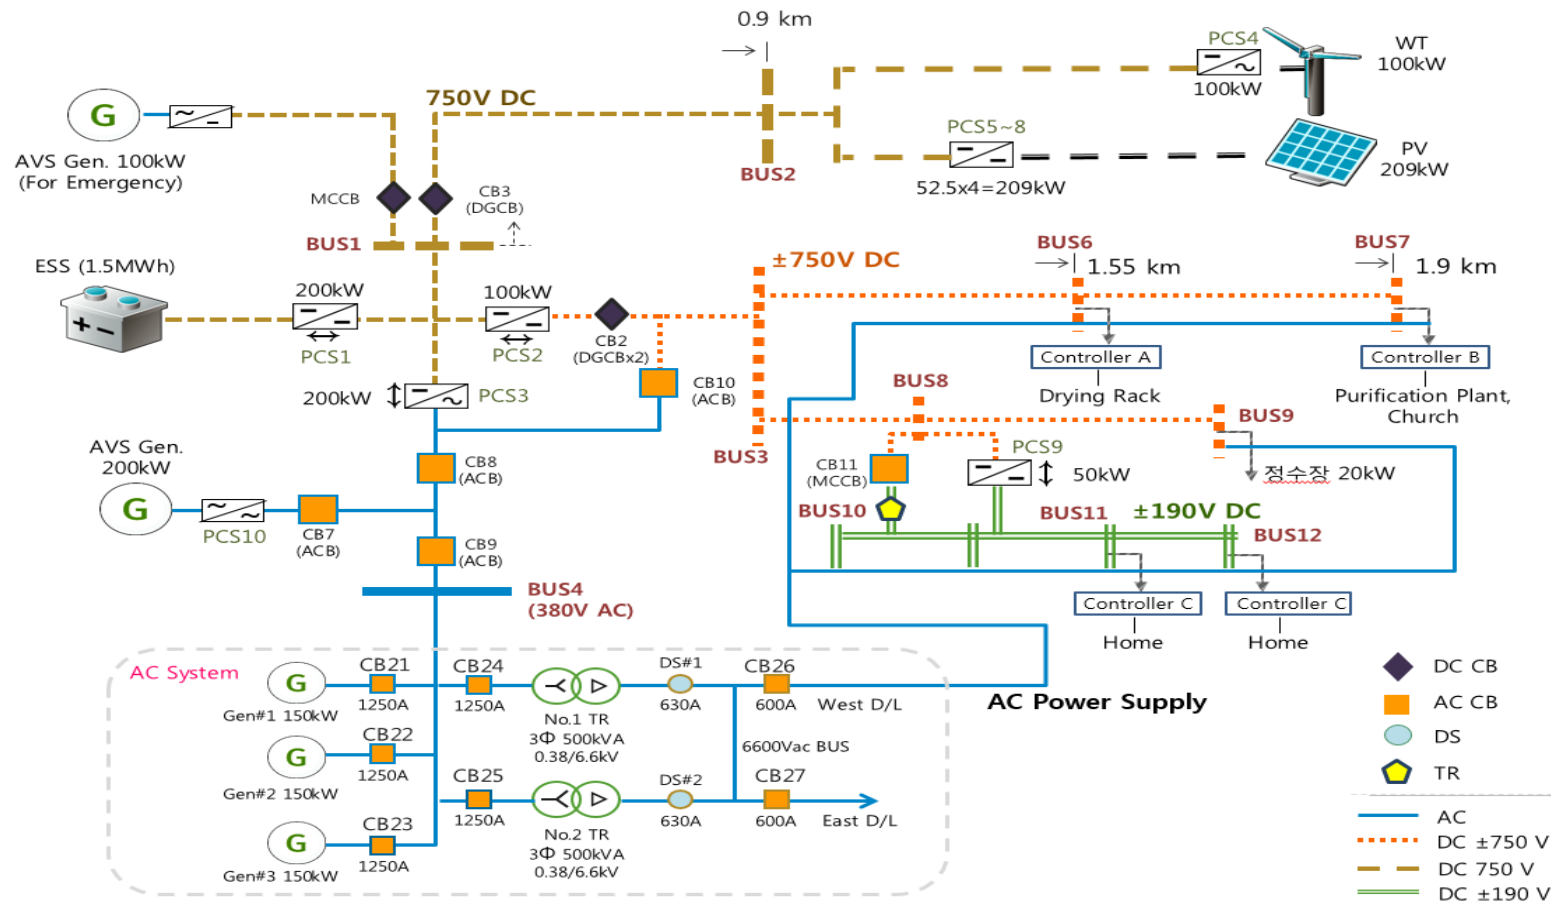 0.9 km
PCS4
100kW
WT
100kW
750V DC
G
AVS Gen. 100kW
(For Emergency)
MCCB
CB3
(DGCB)
BUS1
BUS2
PCS5~8
52.5x4=209kW
PV
209kW
ESS (1.5MWh)
200kW
PCS1
100kW
PCS2
CB2
(DGCBx2)
±750V DC
BUS6
1.55 km
BUS7
1.9 km
Controller A
Drying Rack
Controller B
Purification Plant,
Church
200kW
PCS3
CB10
(ACB)
BUS3
BUS8
BUS9
CB11
(MCCB)
PCS9
50kW
정수장 20kW
AVS Gen.
200kW
G
PCS10
CB7
(ACB)
CB8
(ACB)
CB9
(ACB)
BUS10
BUS11
±190V DC
BUS12
BUS4
(380V AC)
Controller C
Home
Controller C
Home
AC System
G
Gen#1 150kW
CB21
1250A
CB24
1250A
No.1 TR
3Φ 500kVA
0.38/6.6kV
DS#1
630A
CB26
600A
West D/L
AC Power Supply
G
Gen#2 150kW
CB22
1250A
6600Vac BUS
CB25
1250A
No.2 TR
3Φ 500kVA
0.38/6.6kV
DS#2
630A
CB27
600A
East D/L
G
Gen#3 150kW
CB23
1250A
DC CB
AC CB
DS
TR
AC
DC ±750 V
DC 750 V
DC ±190 V